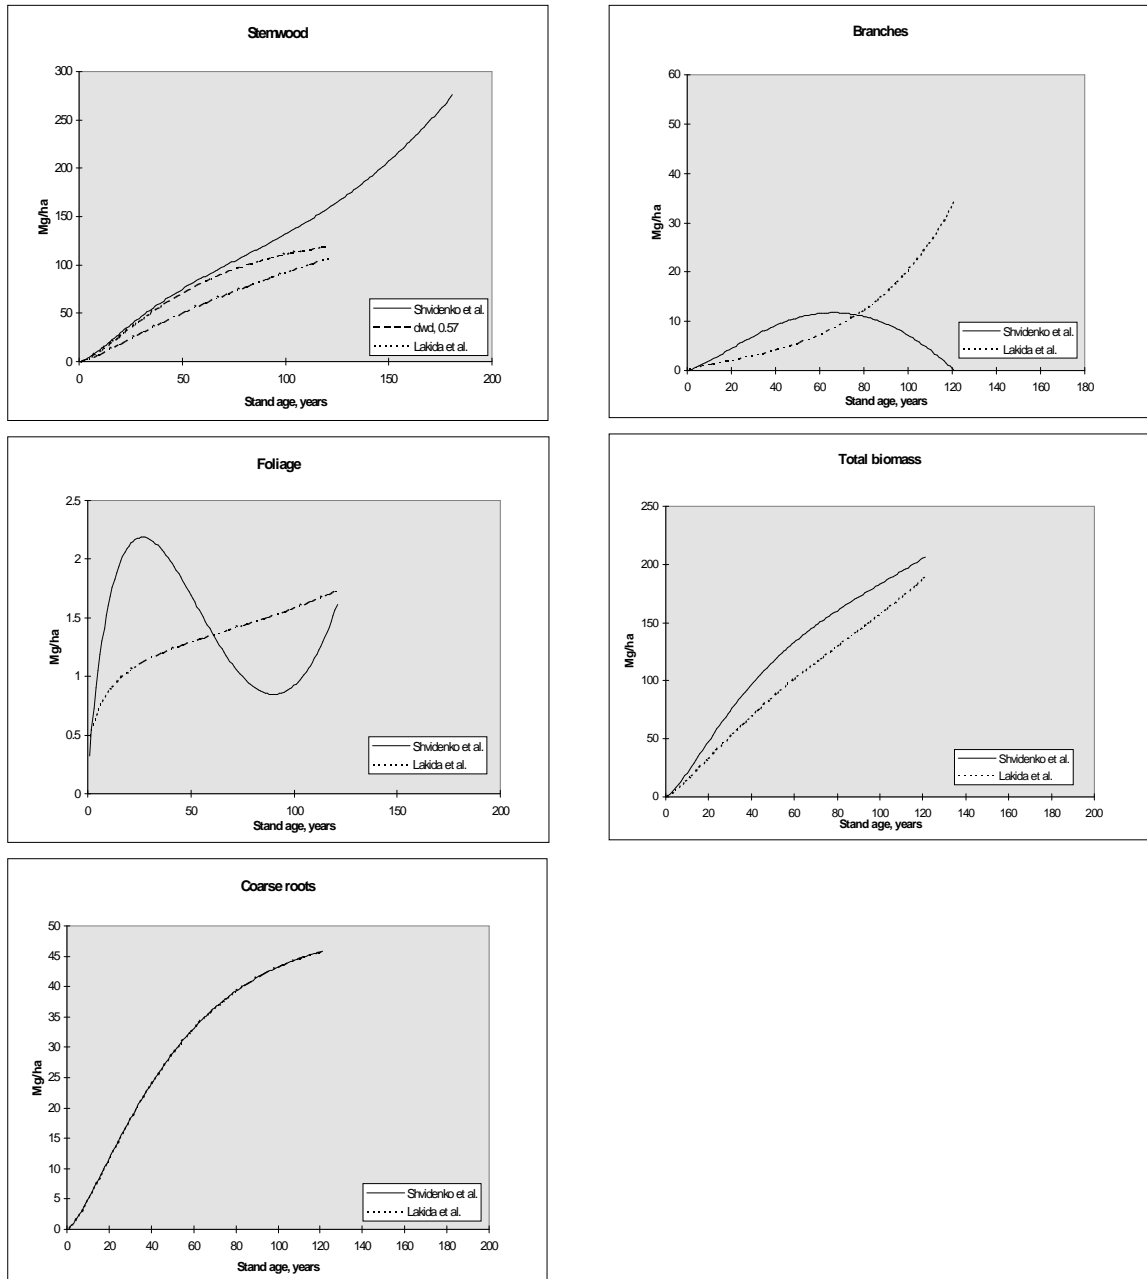 Stemwood
300
250
200
150
100
50
0
Mg/ha
0 50 100 150 200
Stand age, years
Shvidenko et al.
dwd, 0.57
Lakida et al.
Branches
60
50
40
30
20
10
0
Mg/ha
0 20 40 60 80 100 120 140 160 180
Stand age, years
Shvidenko et al.
Lakida et al.
Foliage
2.5
2
1.5
1
0.5
0
Mg/ha
0 50 100 150 200
Stand age, years
Shvidenko et al.
Lakida et al.
Total biomass
250
200
150
100
50
0
Mg/ha
0 20 40 60 80 100 120 140 160 180 200
Stand age, years
Shvidenko et al.
Lakida et al.
Coarse roots
50
45
40
35
30
25
20
15
10
5
0
Mg/ha
0 20 40 60 80 100 120 140 160 180 200
Stand age, years
Shvidenko et al.
Lakida et al.